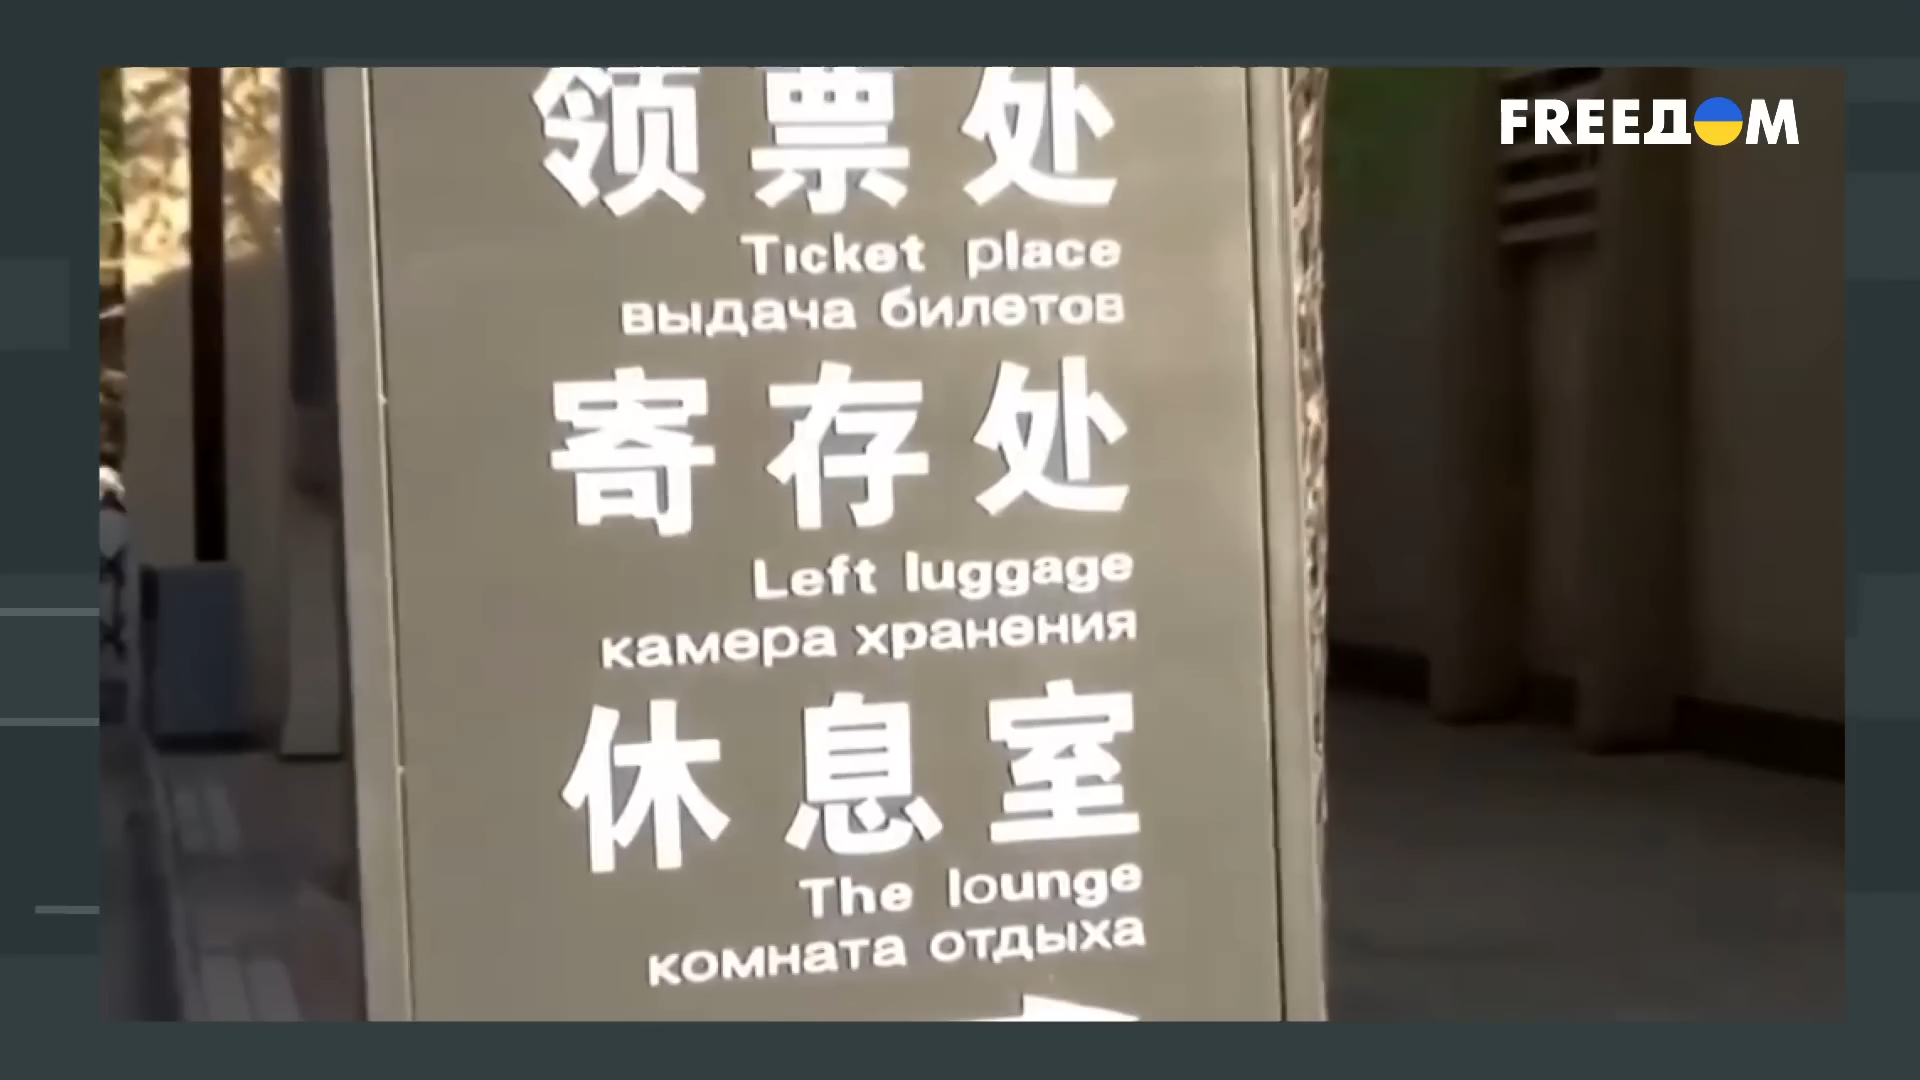 FREEДOM
领票处
Ticket place
выдача билетов
寄存处
Left luggage
камера хранения
休息室
The lounge
комната отдыха